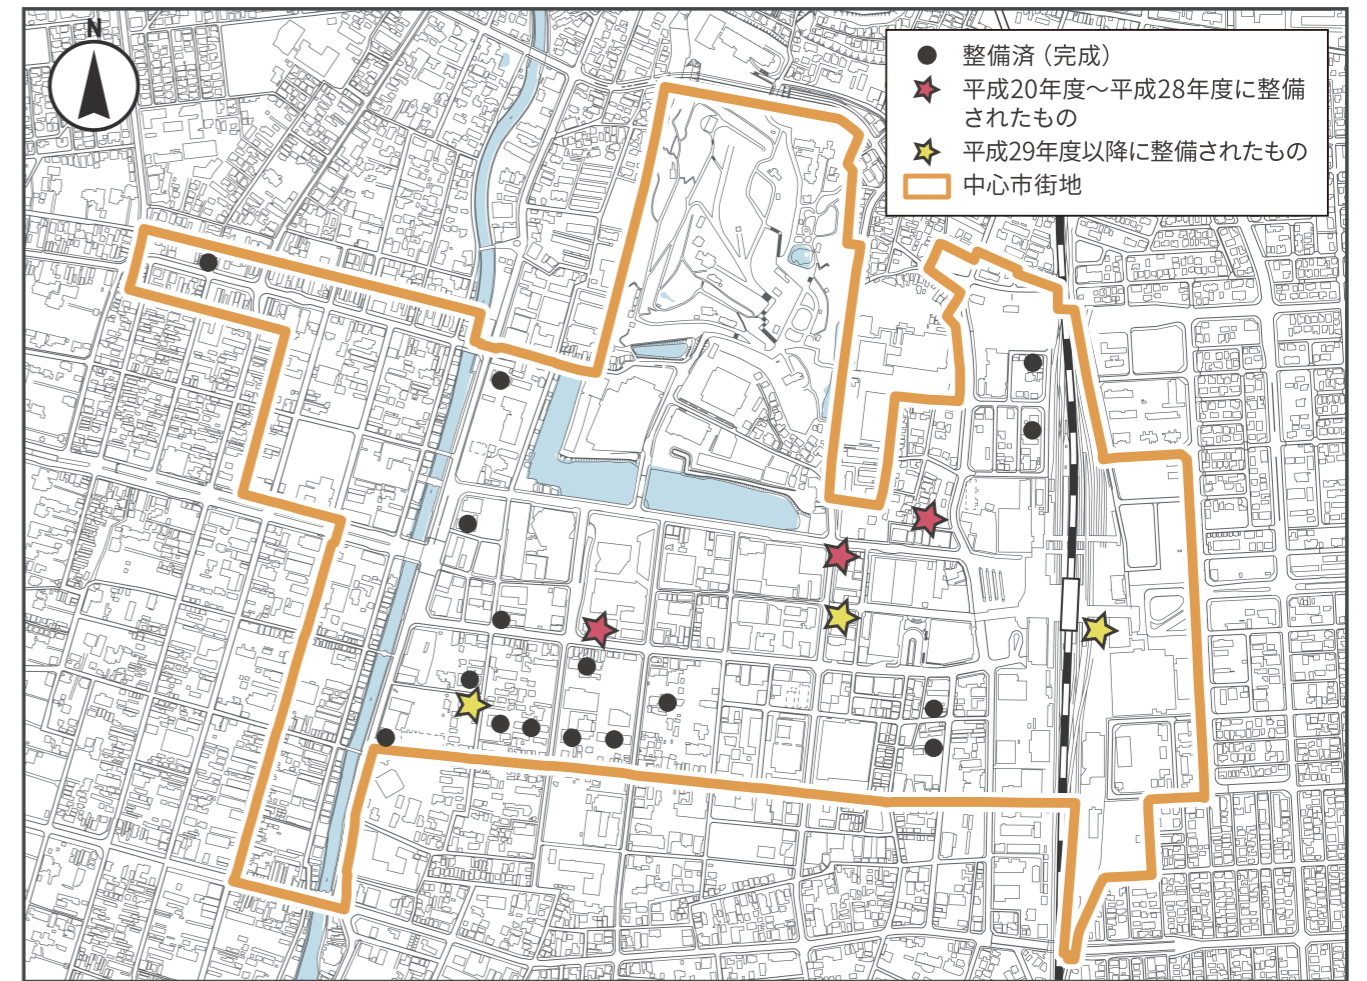 N
整備済（完成）
平成20年度～平成28年度に整備
されたもの
平成29年度以降に整備されたもの
中心市街地